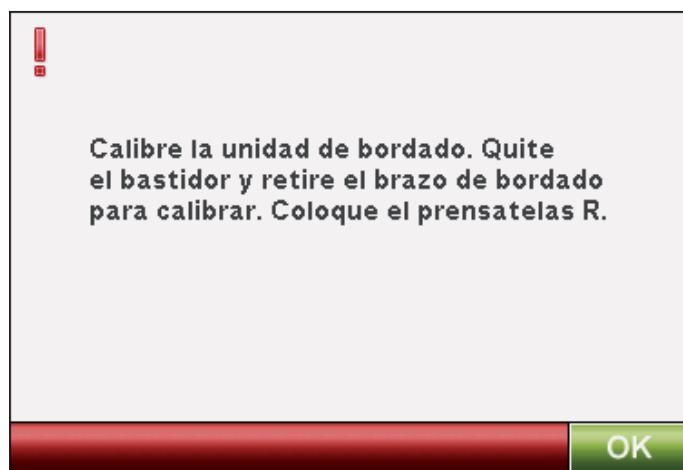 Calibre la unidad de bordado. Quite
el bastidor y retire el brazo de bordado
para calibrar. Coloque el prensatelas R.
OK